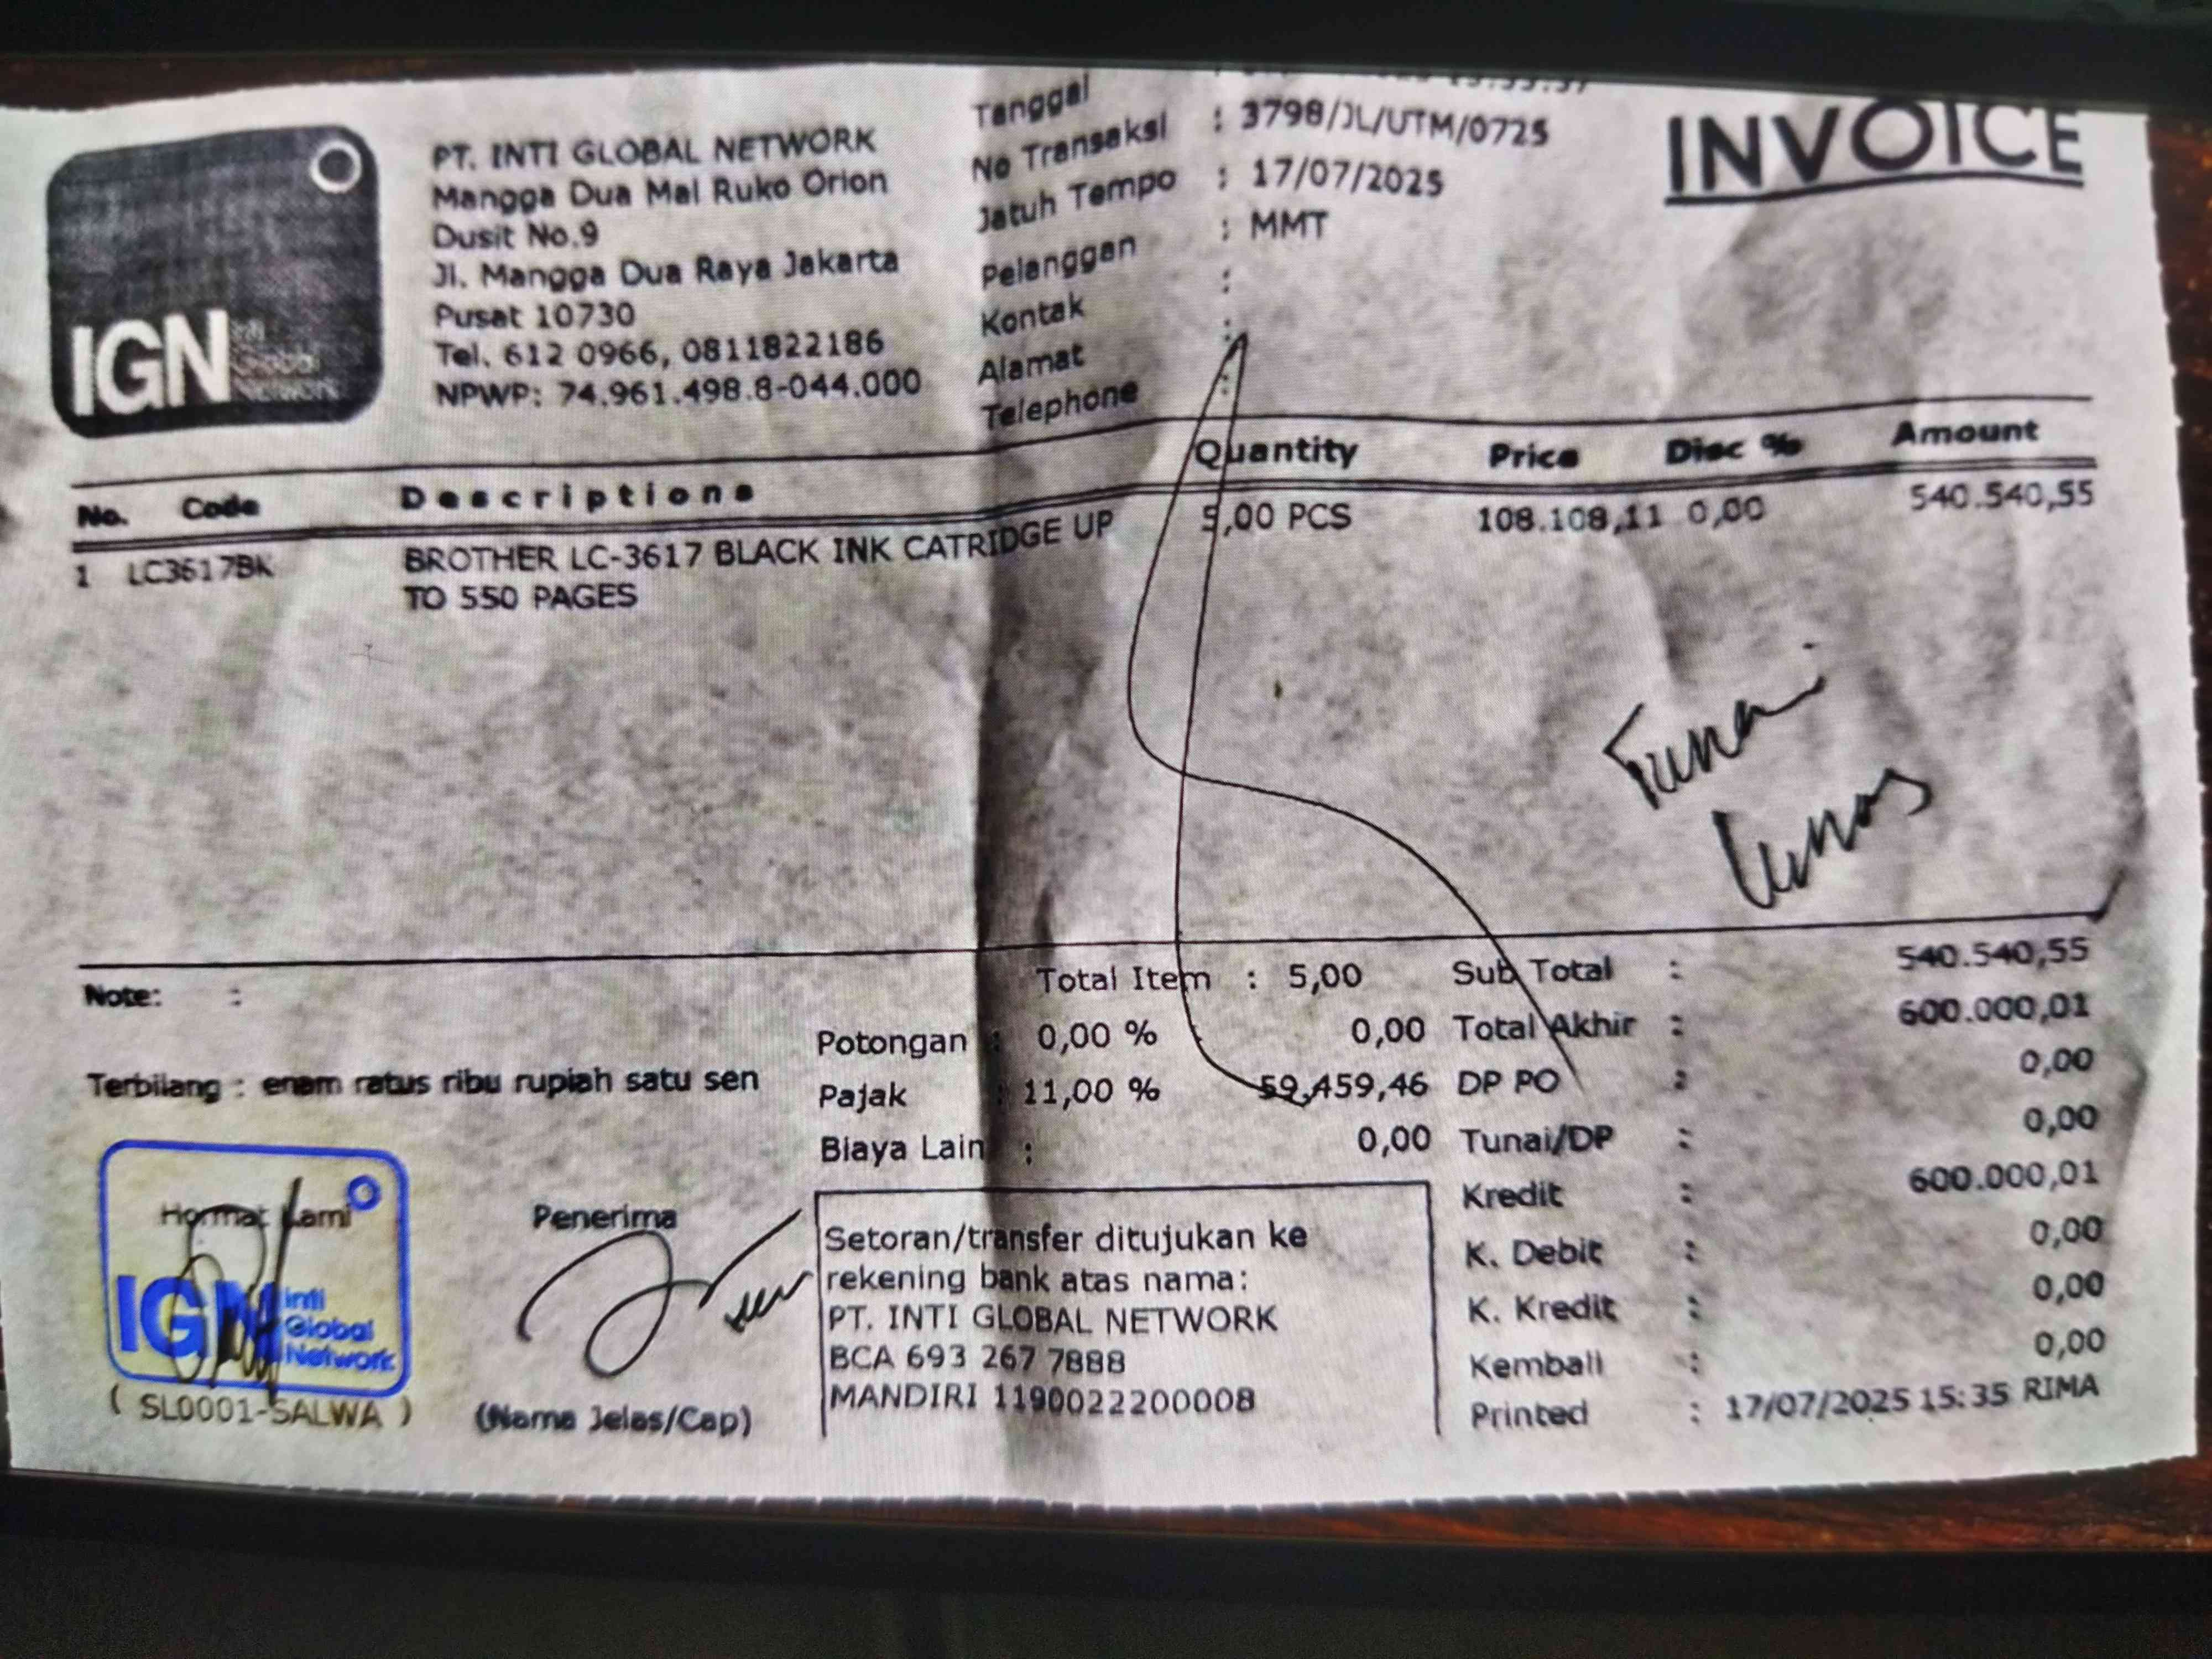 IGN Inti Global Network
PT. INTI GLOBAL NETWORK
Mangga Dua Mal Ruko Orion
Dusit No.9
Jl. Mangga Dua Raya Jakarta
Pusat 10730
Tel. 612 0966, 0811822186
NPWP: 74.961.498.8-044.000
Tanggal
No Transaksi : 3798/JL/UTM/0725
Jatuh Tempo : 17/07/2025
Pelanggan : MMT
Kontak :
Alamat :
Telephone :
INVOICE
No. Code Descriptions Quantity Price Disc % Amount
1 LC3617BK BROTHER LC-3617 BLACK INK CATRIDGE UP 5,00 PCS 108.108,11 0,00 540.540,55
TO 550 PAGES
Tunai
Lunas
Note: :
Terbilang : enam ratus ribu rupiah satu sen
Total Item : 5,00
Potongan : 0,00 % 0,00
Pajak : 11,00 % 59.459,46
Biaya Lain : 0,00
Sub Total : 540.540,55
Total Akhir : 600.000,01
DP PO : 0,00
Tunai/DP : 0,00
Kredit : 600.000,01
K. Debit : 0,00
K. Kredit : 0,00
Kembali : 0,00
Printed : 17/07/2025 15:35 RIMA
Hormat Kami
IGN Inti Global Network
( SL0001-SALWA )
Penerima
(Nama Jelas/Cap)
Setoran/transfer ditujukan ke
rekening bank atas nama:
PT. INTI GLOBAL NETWORK
BCA 693 267 7888
MANDIRI 1190022200008